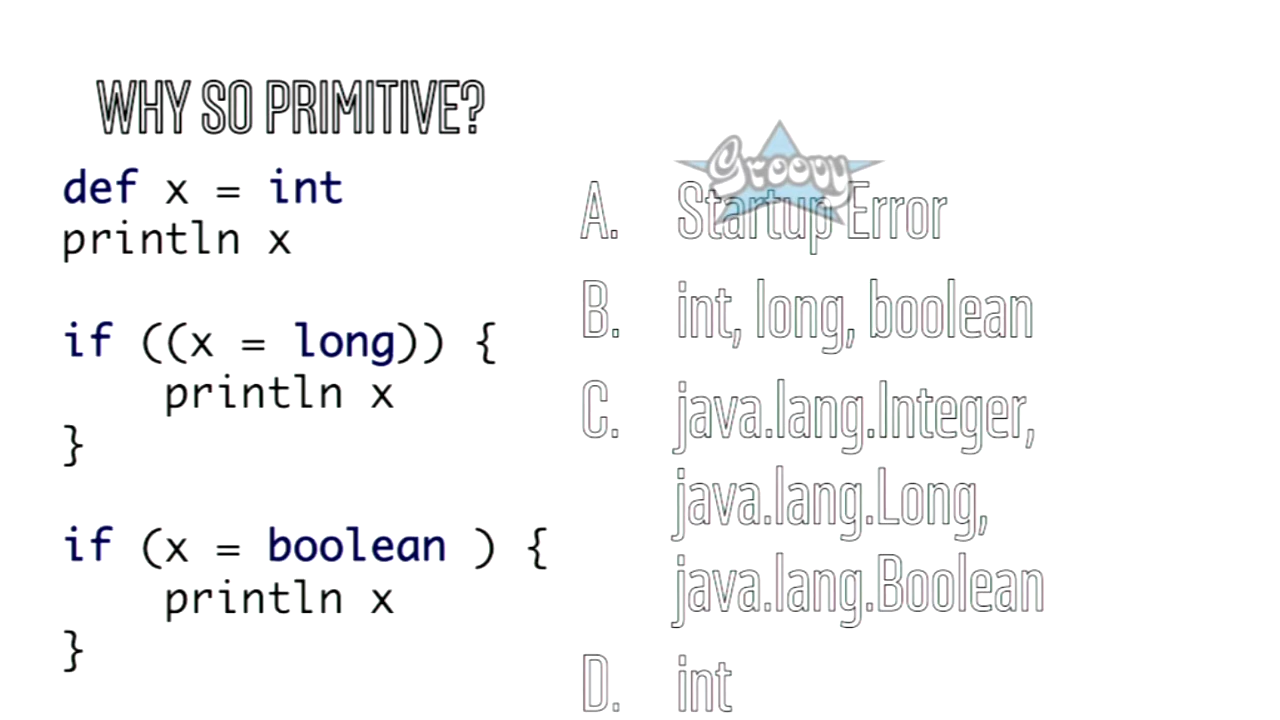 WHY SO PRIMITIVE?
def x = int
println x
if ((x = long)) {
    println x
}
if (x = boolean ) {
    println x
}
Groovy
A. Startup Error
B. int, long, boolean
C. java.lang.Integer,
java.lang.Long,
java.lang.Boolean
D. int